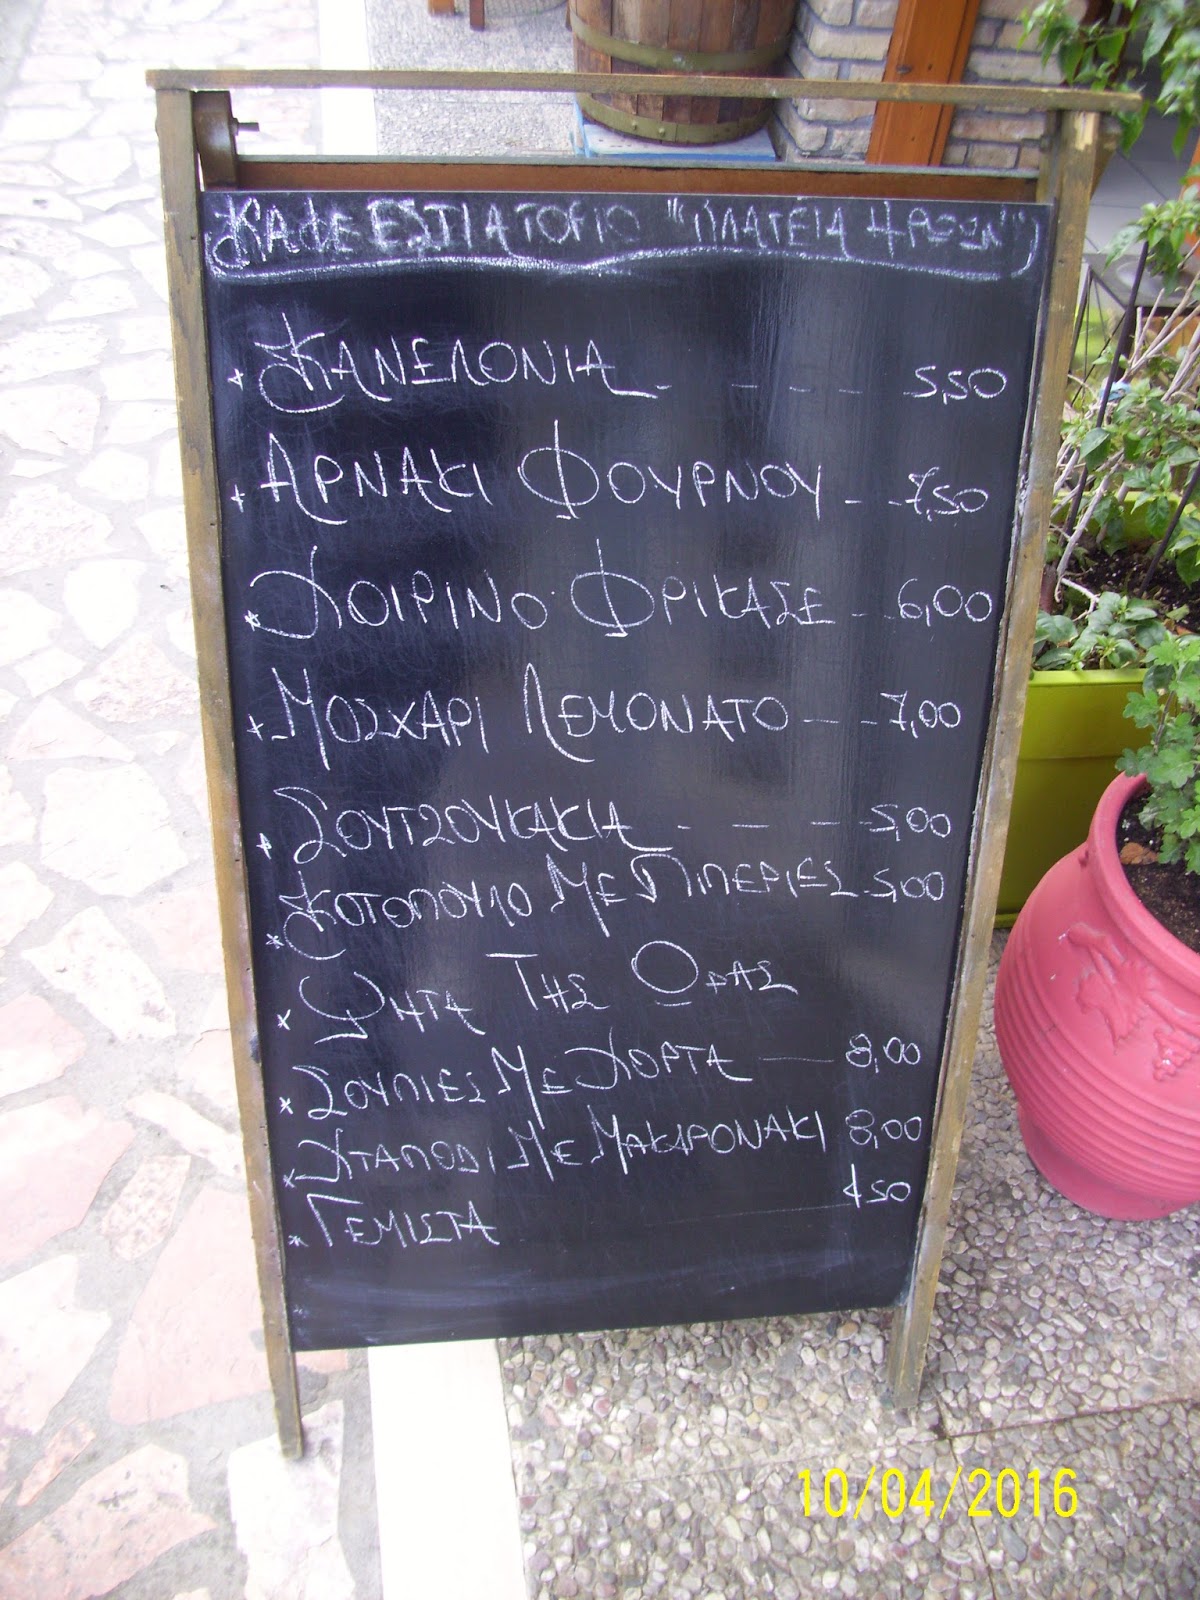 ΚΑΦΕ ΕΣΤΙΑΤΟΡΙΟ "ΠΛΑΤΕΙΑ ΗΡΩΩΝ"
* ΚΑΝΕΛΟΝΙΑ - - - - - 5,50
* ΑΡΝΑΚΙ ΦΟΥΡΝΟΥ - - 7,50
* ΧΟΙΡΙΝΟ ΦΡΙΚΑΣΕ - - 6,00
* ΜΟΣΧΑΡΙ ΛΕΜΟΝΑΤΟ - - 7,00
* ΣΟΥΤΖΟΥΚΑΚΙΑ - - - - 5,00
* ΚΟΤΟΠΟΥΛΟ ΜΕ ΠΙΠΕΡΙΕΣ - 5,00
* ΨΗΤΑ ΤΗΣ ΩΡΑΣ
* ΣΟΥΠΙΕΣ ΜΕ ΧΟΡΤΑ - 8,00
* ΧΤΑΠΟΔΙ ΜΕ ΜΑΚΑΡΟΝΑΚΙ 8,00
* ΓΕΜΙΣΤΑ 4,50
10/04/2016